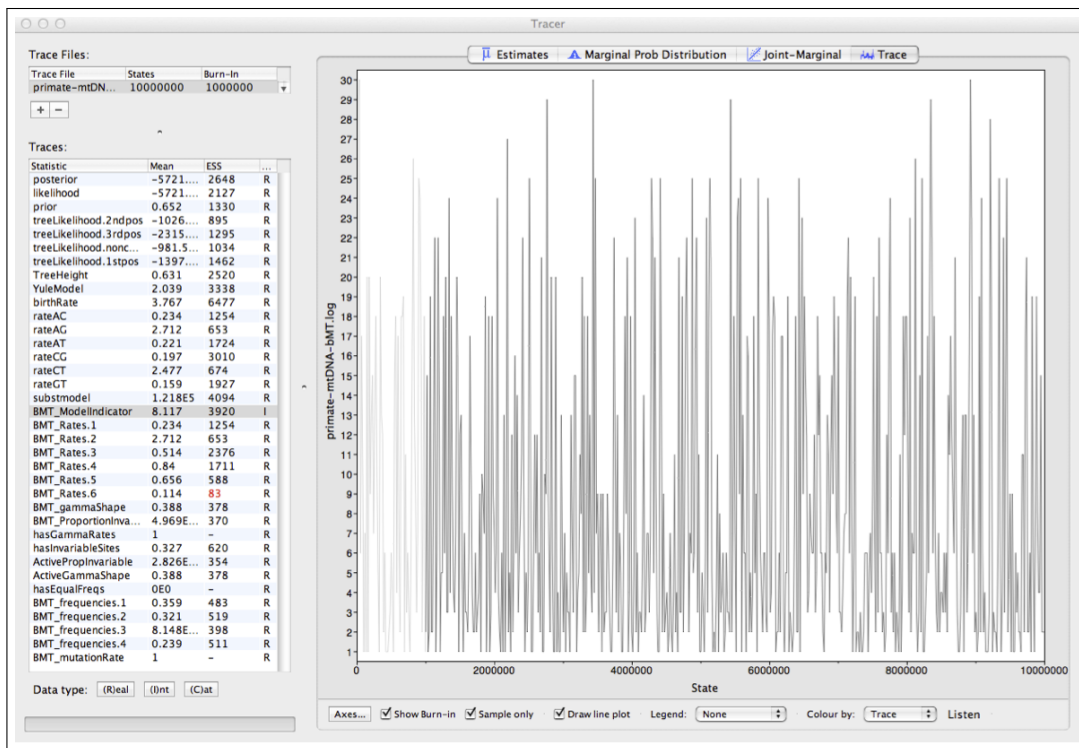 Tracer
Trace Files:
Trace File States Burn-In
primate-mtDN... 10000000 1000000
+ −
Traces:
Statistic Mean ESS ...
posterior −5721.... 2648 R
likelihood −5721.... 2127 R
prior 0.652 1330 R
treeLikelihood.2ndpos −1026.... 895 R
treeLikelihood.3rdpos −2315.... 1295 R
treeLikelihood.nonc... −981.5... 1034 R
treeLikelihood.1stpos −1397.... 1462 R
TreeHeight 0.631 2520 R
YuleModel 2.039 3338 R
birthRate 3.767 6477 R
rateAC 0.234 1254 R
rateAG 2.712 653 R
rateAT 0.221 1724 R
rateCG 0.197 3010 R
rateCT 2.477 674 R
rateGT 0.159 1927 R
substmodel 1.218E5 4094 R
BMT_ModelIndicator 8.117 3920 I
BMT_Rates.1 0.234 1254 R
BMT_Rates.2 2.712 653 R
BMT_Rates.3 0.514 2376 R
BMT_Rates.4 0.84 1711 R
BMT_Rates.5 0.656 588 R
BMT_Rates.6 0.114 83 R
BMT_gammaShape 0.388 378 R
BMT_ProportionInva... 4.969E... 370 R
hasGammaRates 1 – R
hasInvariableSites 0.327 620 R
ActivePropInvariable 2.826E... 354 R
ActiveGammaShape 0.388 378 R
hasEqualFreqs 0E0 – R
BMT_frequencies.1 0.359 483 R
BMT_frequencies.2 0.321 519 R
BMT_frequencies.3 8.148E... 398 R
BMT_frequencies.4 0.239 511 R
BMT_mutationRate 1 – R
Data type: (R)eal (I)nt (C)at
Estimates Marginal Prob Distribution Joint-Marginal Trace
30
29
28
27
26
25
24
23
22
21
20
19
18
17
16
15
14
13
12
11
10
9
8
7
6
5
4
3
2
1
primate-mtDNA-bMT.log
0 2000000 4000000 6000000 8000000 10000000
State
Axes... Show Burn-in Sample only Draw line plot Legend: None Colour by: Trace Listen